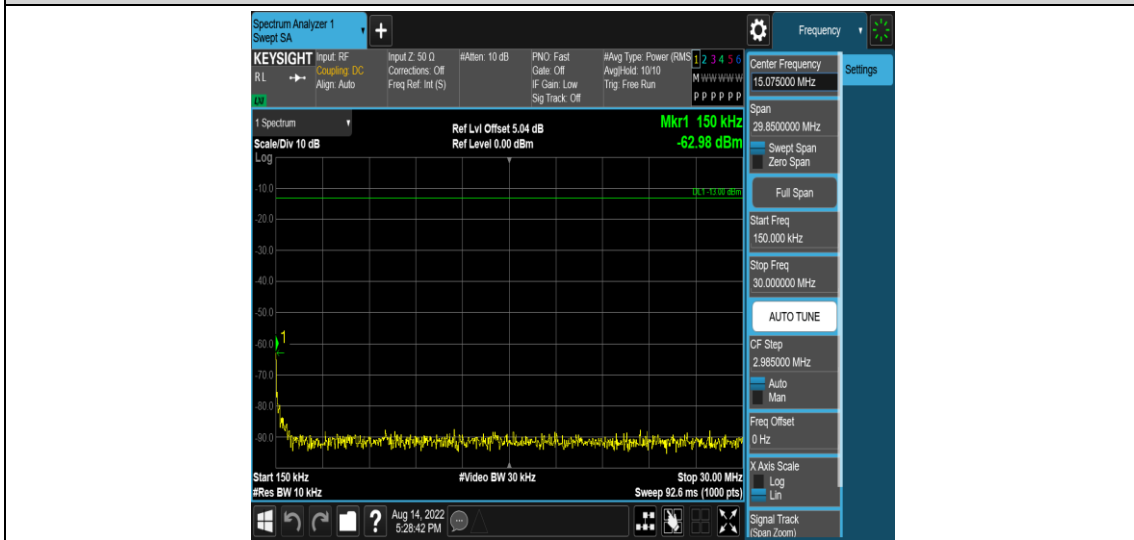 Spectrum Analyzer 1
Swept SA
Frequency
KEYSIGHT
RL
Input: RF
Coupling: DC
Align: Auto
Input Z: 50 Ω
Corrections: Off
Freq Ref: Int (S)
#Atten: 10 dB
PNO: Fast
Gate: Off
IF Gain: Low
Sig Track: Off
#Avg Type: Power (RMS
Avg|Hold: 10/10
Trig: Free Run
1 2 3 4 5 6
M W W W W W
P P P P P P
1 Spectrum
Scale/Div 10 dB
Log
Ref Lvl Offset 5.04 dB
Ref Level 0.00 dBm
Mkr1 150 kHz
-62.98 dBm
DL1 -13.00 dBm
-10.0
-20.0
-30.0
-40.0
-50.0
-60.0
-70.0
-80.0
-90.0
1
Start 150 kHz
#Res BW 10 kHz
#Video BW 30 kHz
Stop 30.00 MHz
Sweep 92.6 ms (1000 pts)
Center Frequency
15.075000 MHz
Settings
Span
29.8500000 MHz
Swept Span
Zero Span
Full Span
Start Freq
150.000 kHz
Stop Freq
30.000000 MHz
AUTO TUNE
CF Step
2.985000 MHz
Auto
Man
Freq Offset
0 Hz
X Axis Scale
Log
Lin
Signal Track
(Span Zoom)
?
Aug 14, 2022
5:28:42 PM